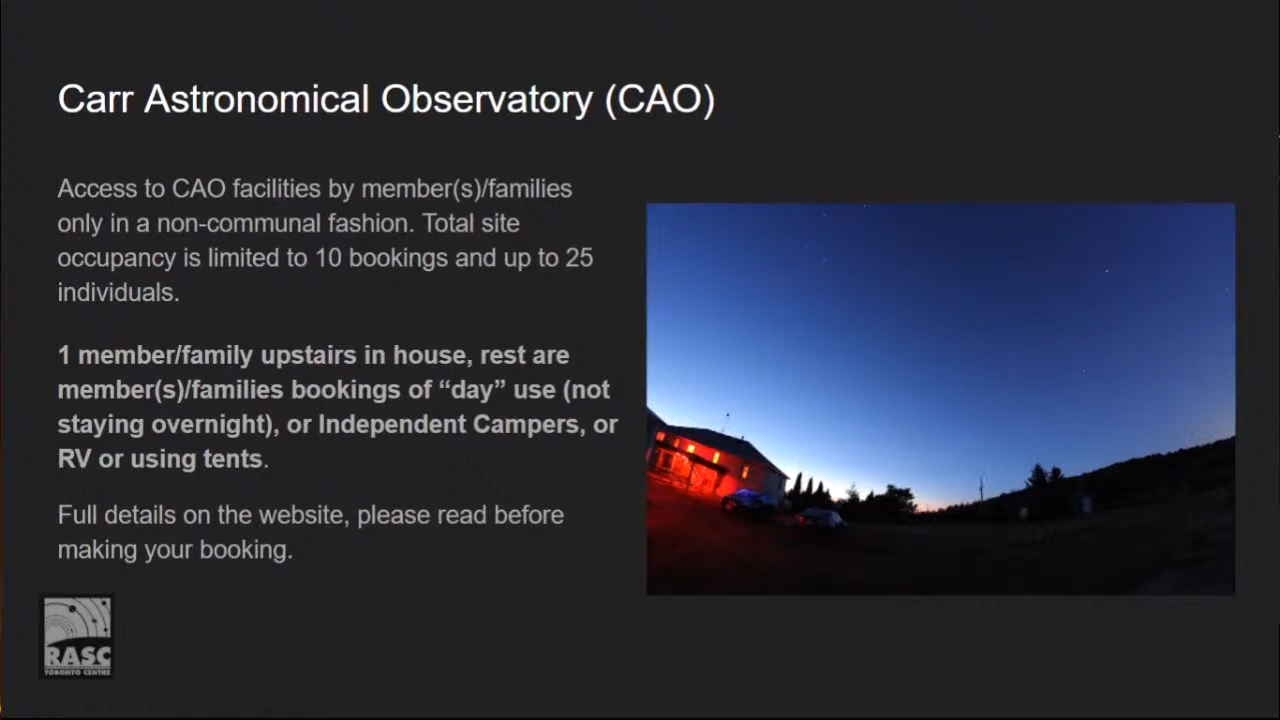 Carr Astronomical Observatory (CAO)
Access to CAO facilities by member(s)/families
only in a non-communal fashion. Total site
occupancy is limited to 10 bookings and up to 25
individuals.
1 member/family upstairs in house, rest are
member(s)/families bookings of “day” use (not
staying overnight), or Independent Campers, or
RV or using tents.
Full details on the website, please read before
making your booking.
RASC
TORONTO CENTRE